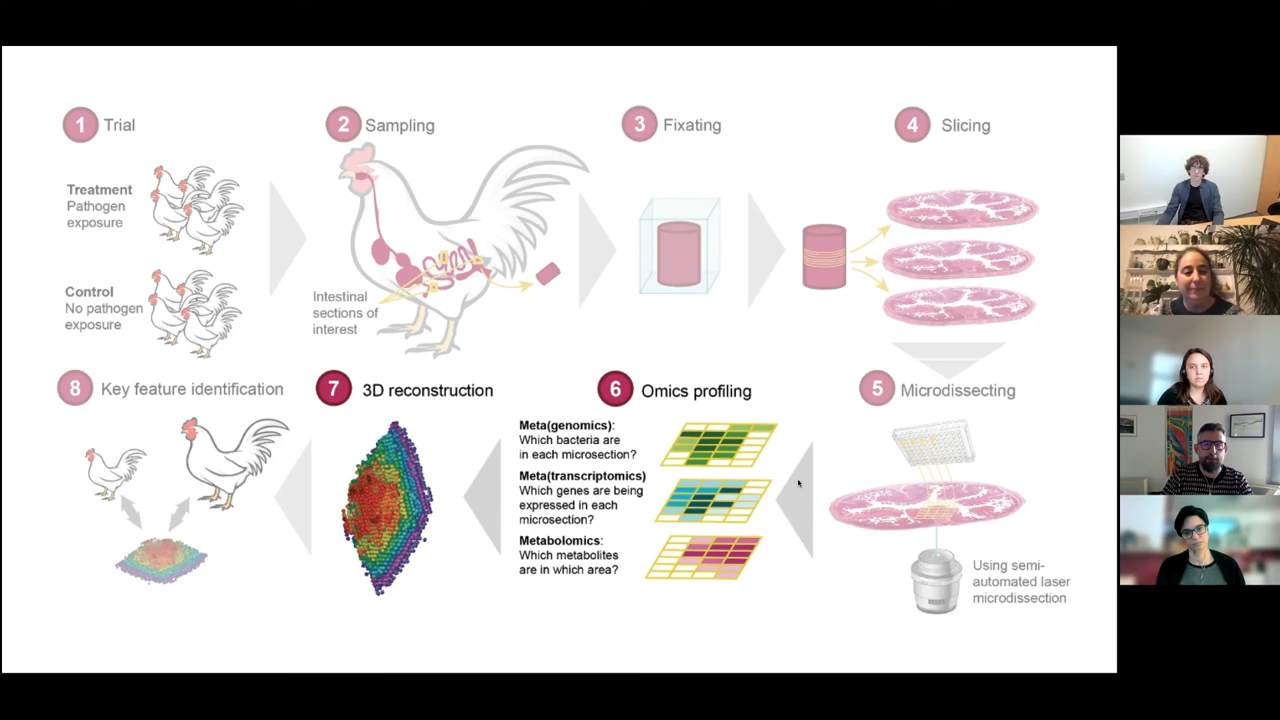 1 Trial
Treatment
Pathogen
exposure
Control
No pathogen
exposure
2 Sampling
Intestinal
sections of
interest
3 Fixating
4 Slicing
5 Microdissecting
Using semi-
automated laser
microdissection
6 Omics profiling
Meta(genomics):
Which bacteria are
in each microsection?
Meta(transcriptomics)
Which genes are being
expressed in each
microsection?
Metabolomics:
Which metabolites
are in which area?
7 3D reconstruction
8 Key feature identification